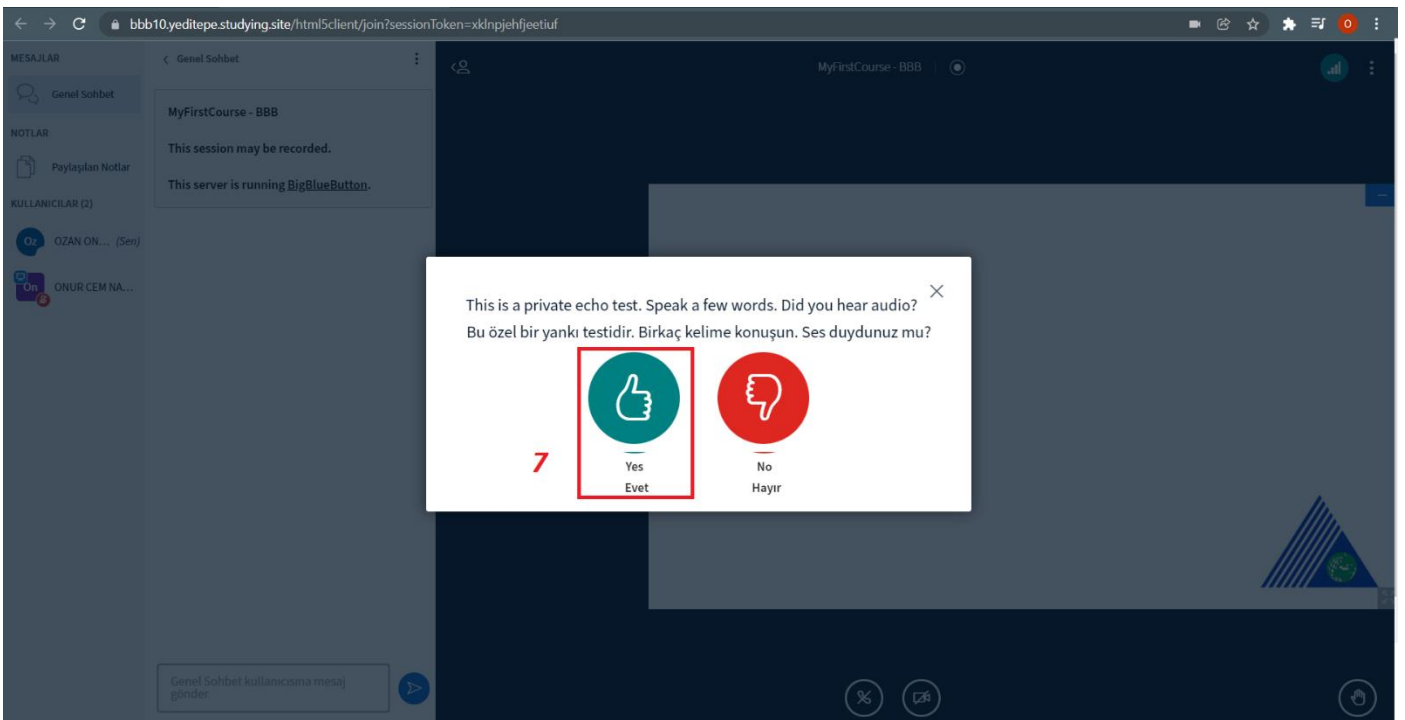 bbb10.yeditepe.studying.site/html5client/join?sessionToken=xklnpjehfjeetiuf
O
MESAJLAR
Genel Sohbet
NOTLAR
Paylaşılan Notlar
KULLANICILAR (2)
Oz OZAN ON... (Sen)
On ONUR CEM NA...
Genel Sohbet
MyFirstCourse - BBB
This session may be recorded.
This server is running BigBlueButton.
Genel Sohbet kullanıcısına mesaj
gönder
MyFirstCourse - BBB
This is a private echo test. Speak a few words. Did you hear audio?
Bu özel bir yankı testidir. Birkaç kelime konuşun. Ses duydunuz mu?
7
Yes
Evet
No
Hayır